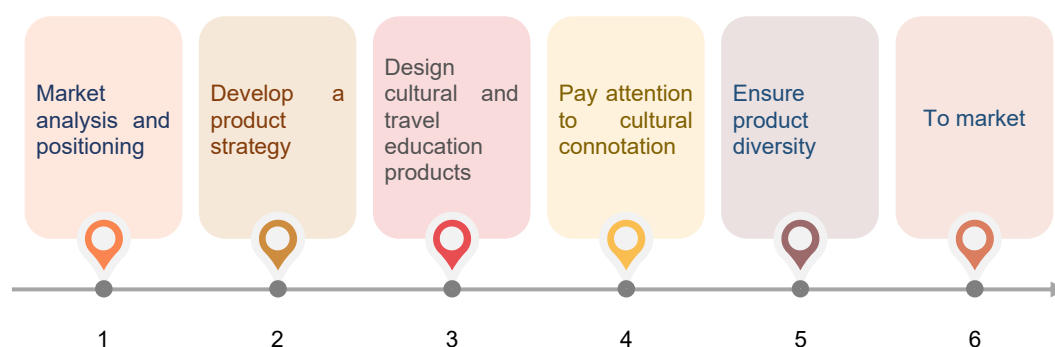 Market
analysis and
positioning
Develop a
product
strategy
Design
cultural and
travel
education
products
Pay attention
to cultural
connotation
Ensure
product
diversity
To market
1
2
3
4
5
6